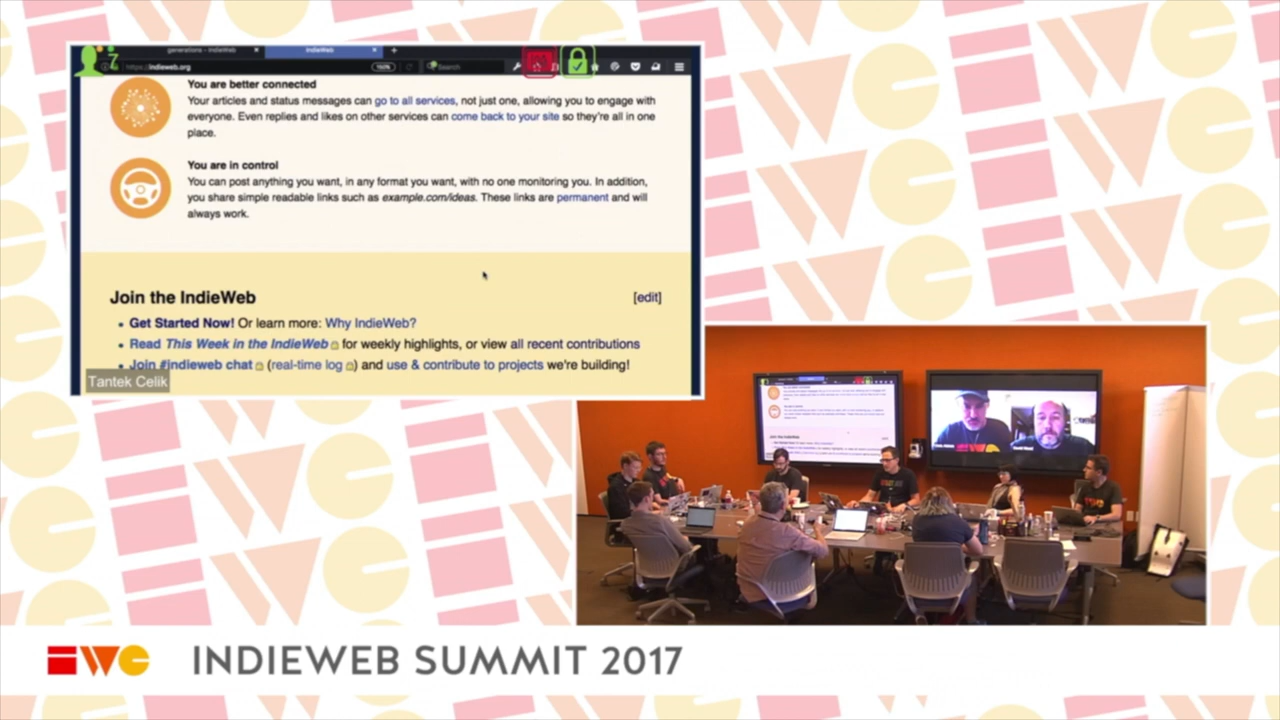 7
generations - IndieWeb
IndieWeb
https://indieweb.org
150%
Search
You are better connected
Your articles and status messages can go to all services, not just one, allowing you to engage with
everyone. Even replies and likes on other services can come back to your site so they're all in one
place.
You are in control
You can post anything you want, in any format you want, with no one monitoring you. In addition,
you share simple readable links such as example.com/ideas. These links are permanent and will
always work.
Join the IndieWeb [edit]
Get Started Now! Or learn more: Why IndieWeb?
Read This Week in the IndieWeb for weekly highlights, or view all recent contributions
Join #indieweb chat (real-time log) and use & contribute to projects we're building!
Tantek Celik
Join the IndieWeb
INDIEWEB SUMMIT 2017